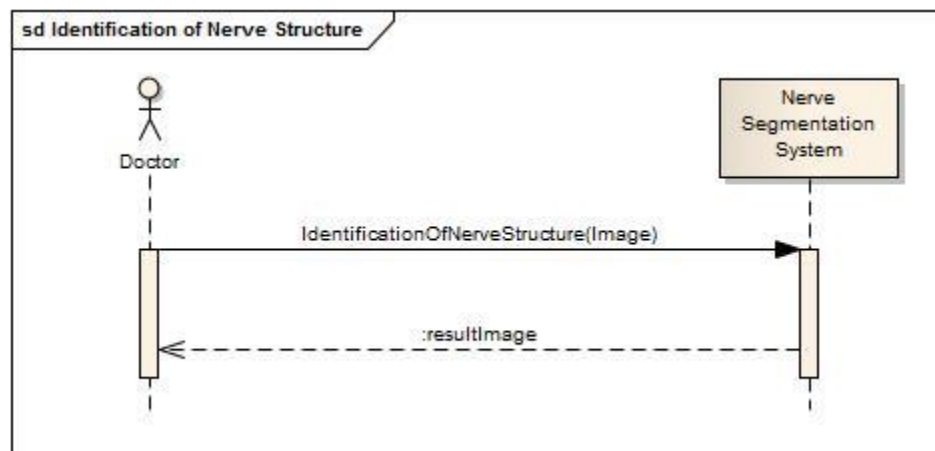 sd Identification of Nerve Structure
Doctor
Nerve
Segmentation
System
IdentificationOfNerveStructure(Image)
:resultImage